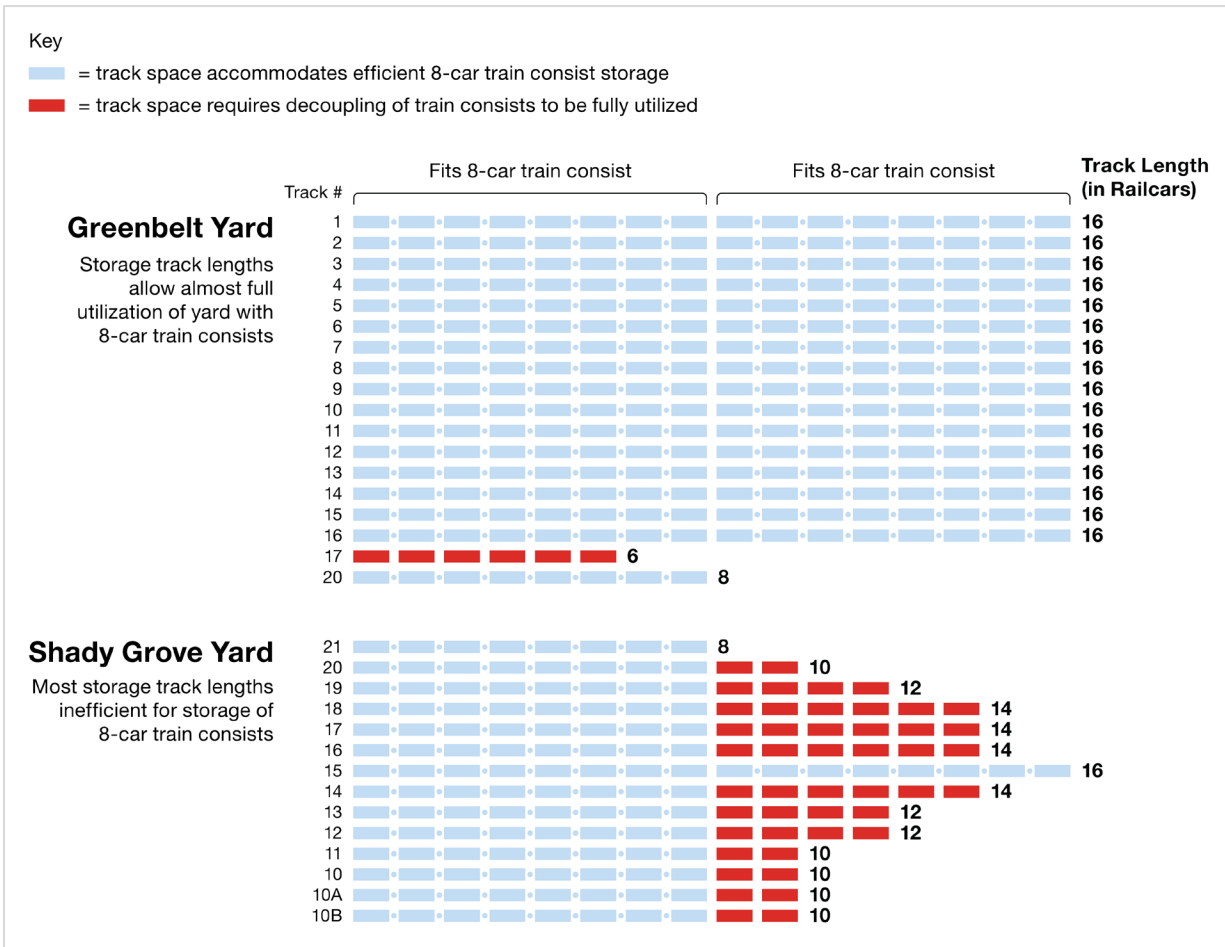 Key
= track space accommodates efficient 8-car train consist storage
= track space requires decoupling of train consists to be fully utilized
Fits 8-car train consist
Fits 8-car train consist
Track Length
(in Railcars)
Track #
Greenbelt Yard
Storage track lengths
allow almost full
utilization of yard with
8-car train consists
1 16
2 16
3 16
4 16
5 16
6 16
7 16
8 16
9 16
10 16
11 16
12 16
13 16
14 16
15 16
16 16
17 6
20 8
Shady Grove Yard
Most storage track lengths
inefficient for storage of
8-car train consists
21 8
20 10
19 12
18 14
17 14
16 14
15 16
14 14
13 12
12 12
11 10
10 10
10A 10
10B 10